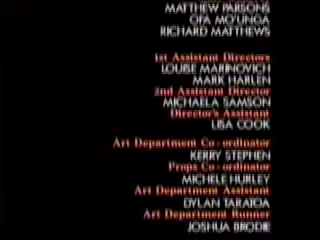 MATTHEW PARSONS
OFA MO'UNGA
RICHARD MATTHEWS
1st Assistant Directors
LOUISE MARINOVICH
MARK HARLEN
2nd Assistant Director
MICHAELA SAMSON
Director's Assistant
LISA COOK
Art Department Co-ordinator
KERRY STEPHEN
Props Co-ordinator
MICHELE HURLEY
Art Department Assistant
DYLAN TARATOA
Art Department Runner
JOSHUA BRODIE